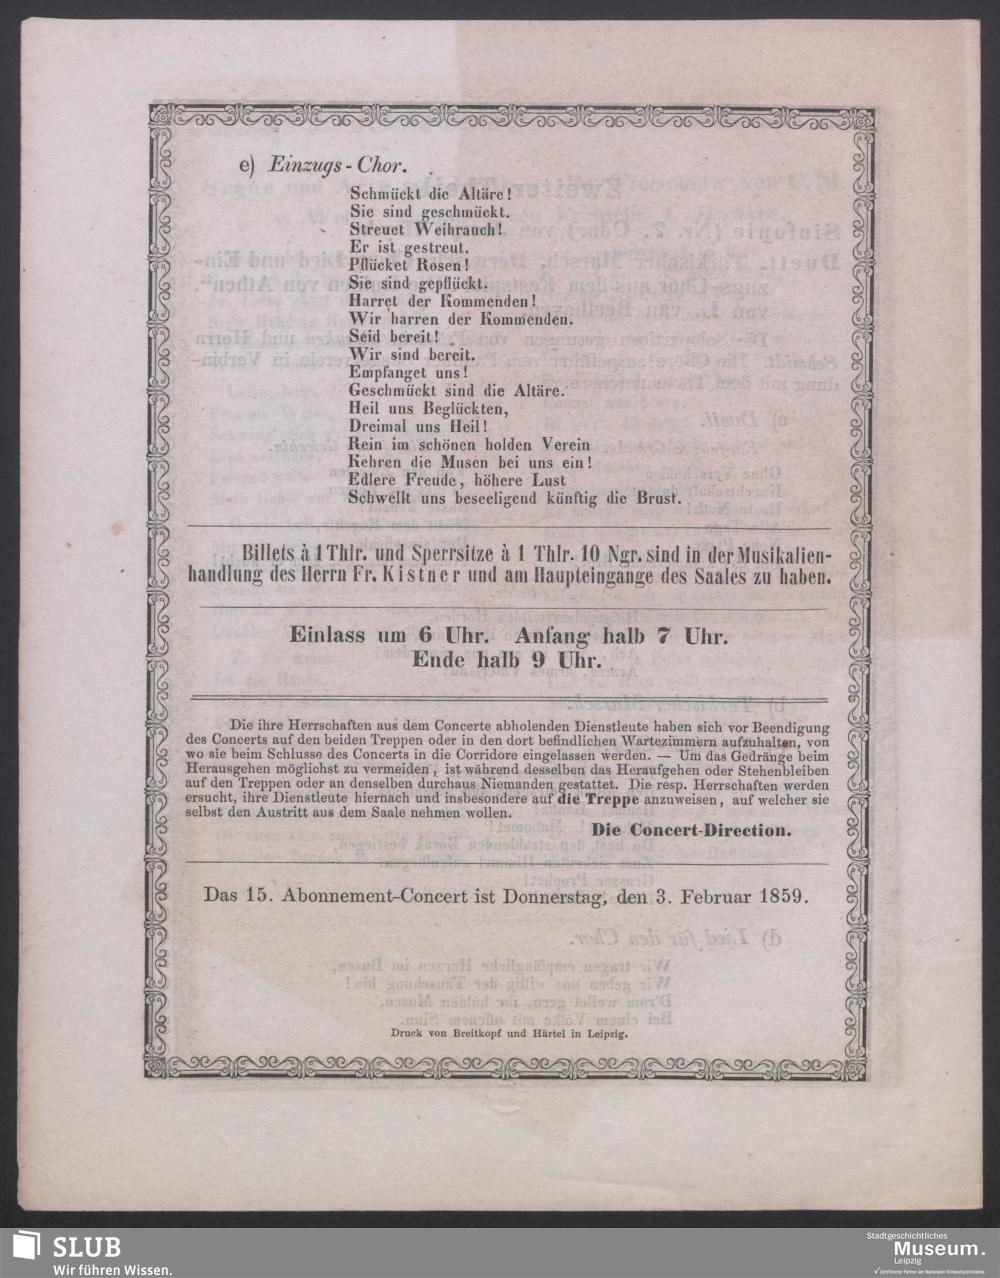 e) Einzugs-Chor.
Schmückt die Altäre!
Sie sind geschmückt.
Streuet Weihrauch!
Er ist gestreut.
Pflücket Rosen!
Sie sind gepflückt.
Harret der Kommenden!
Wir harren der Kommenden.
Seid bereit!
Wir sind bereit.
Empfanget uns!
Geschmückt sind die Altäre.
Heil uns Beglückten,
Dreimal uns Heil!
Rein im schönen holden Verein
Kehren die Musen bei uns ein!
Edlere Freude, höhere Lust
Schwellt uns beseeligend künftig die Brust.
Billets à 1 Thlr. und Sperrsitze à 1 Thlr. 10 Ngr. sind in der Musikalien-
handlung des Herrn Fr. Kistner und am Haupteingange des Saales zu haben.
Einlass um 6 Uhr. Anfang halb 7 Uhr.
Ende halb 9 Uhr.
Die ihre Herrschaften aus dem Concerte abholenden Dienstleute haben sich vor Beendigung
des Concerts auf den beiden Treppen oder in den dort befindlichen Wartezimmern aufzuhalten, von
wo sie beim Schlusse des Concerts in die Corridore eingelassen werden. — Um das Gedränge beim
Herausgehen möglichst zu vermeiden, ist während desselben das Heraufgehen oder Stehenbleiben
auf den Treppen oder an denselben durchaus Niemanden gestattet. Die resp. Herrschaften werden
ersucht, ihre Dienstleute hiernach und insbesondere auf die Treppe anzuweisen, auf welcher sie
selbst den Austritt aus dem Saale nehmen wollen.
Die Concert-Direction.
Das 15. Abonnement-Concert ist Donnerstag, den 3. Februar 1859.
Druck von Breitkopf und Härtel in Leipzig.
SLUB
Wir führen Wissen.
Stadtgeschichtliches
Museum.
Leipzig
Zertifizierter Partner der Nationalen Klimaschutzinitiative